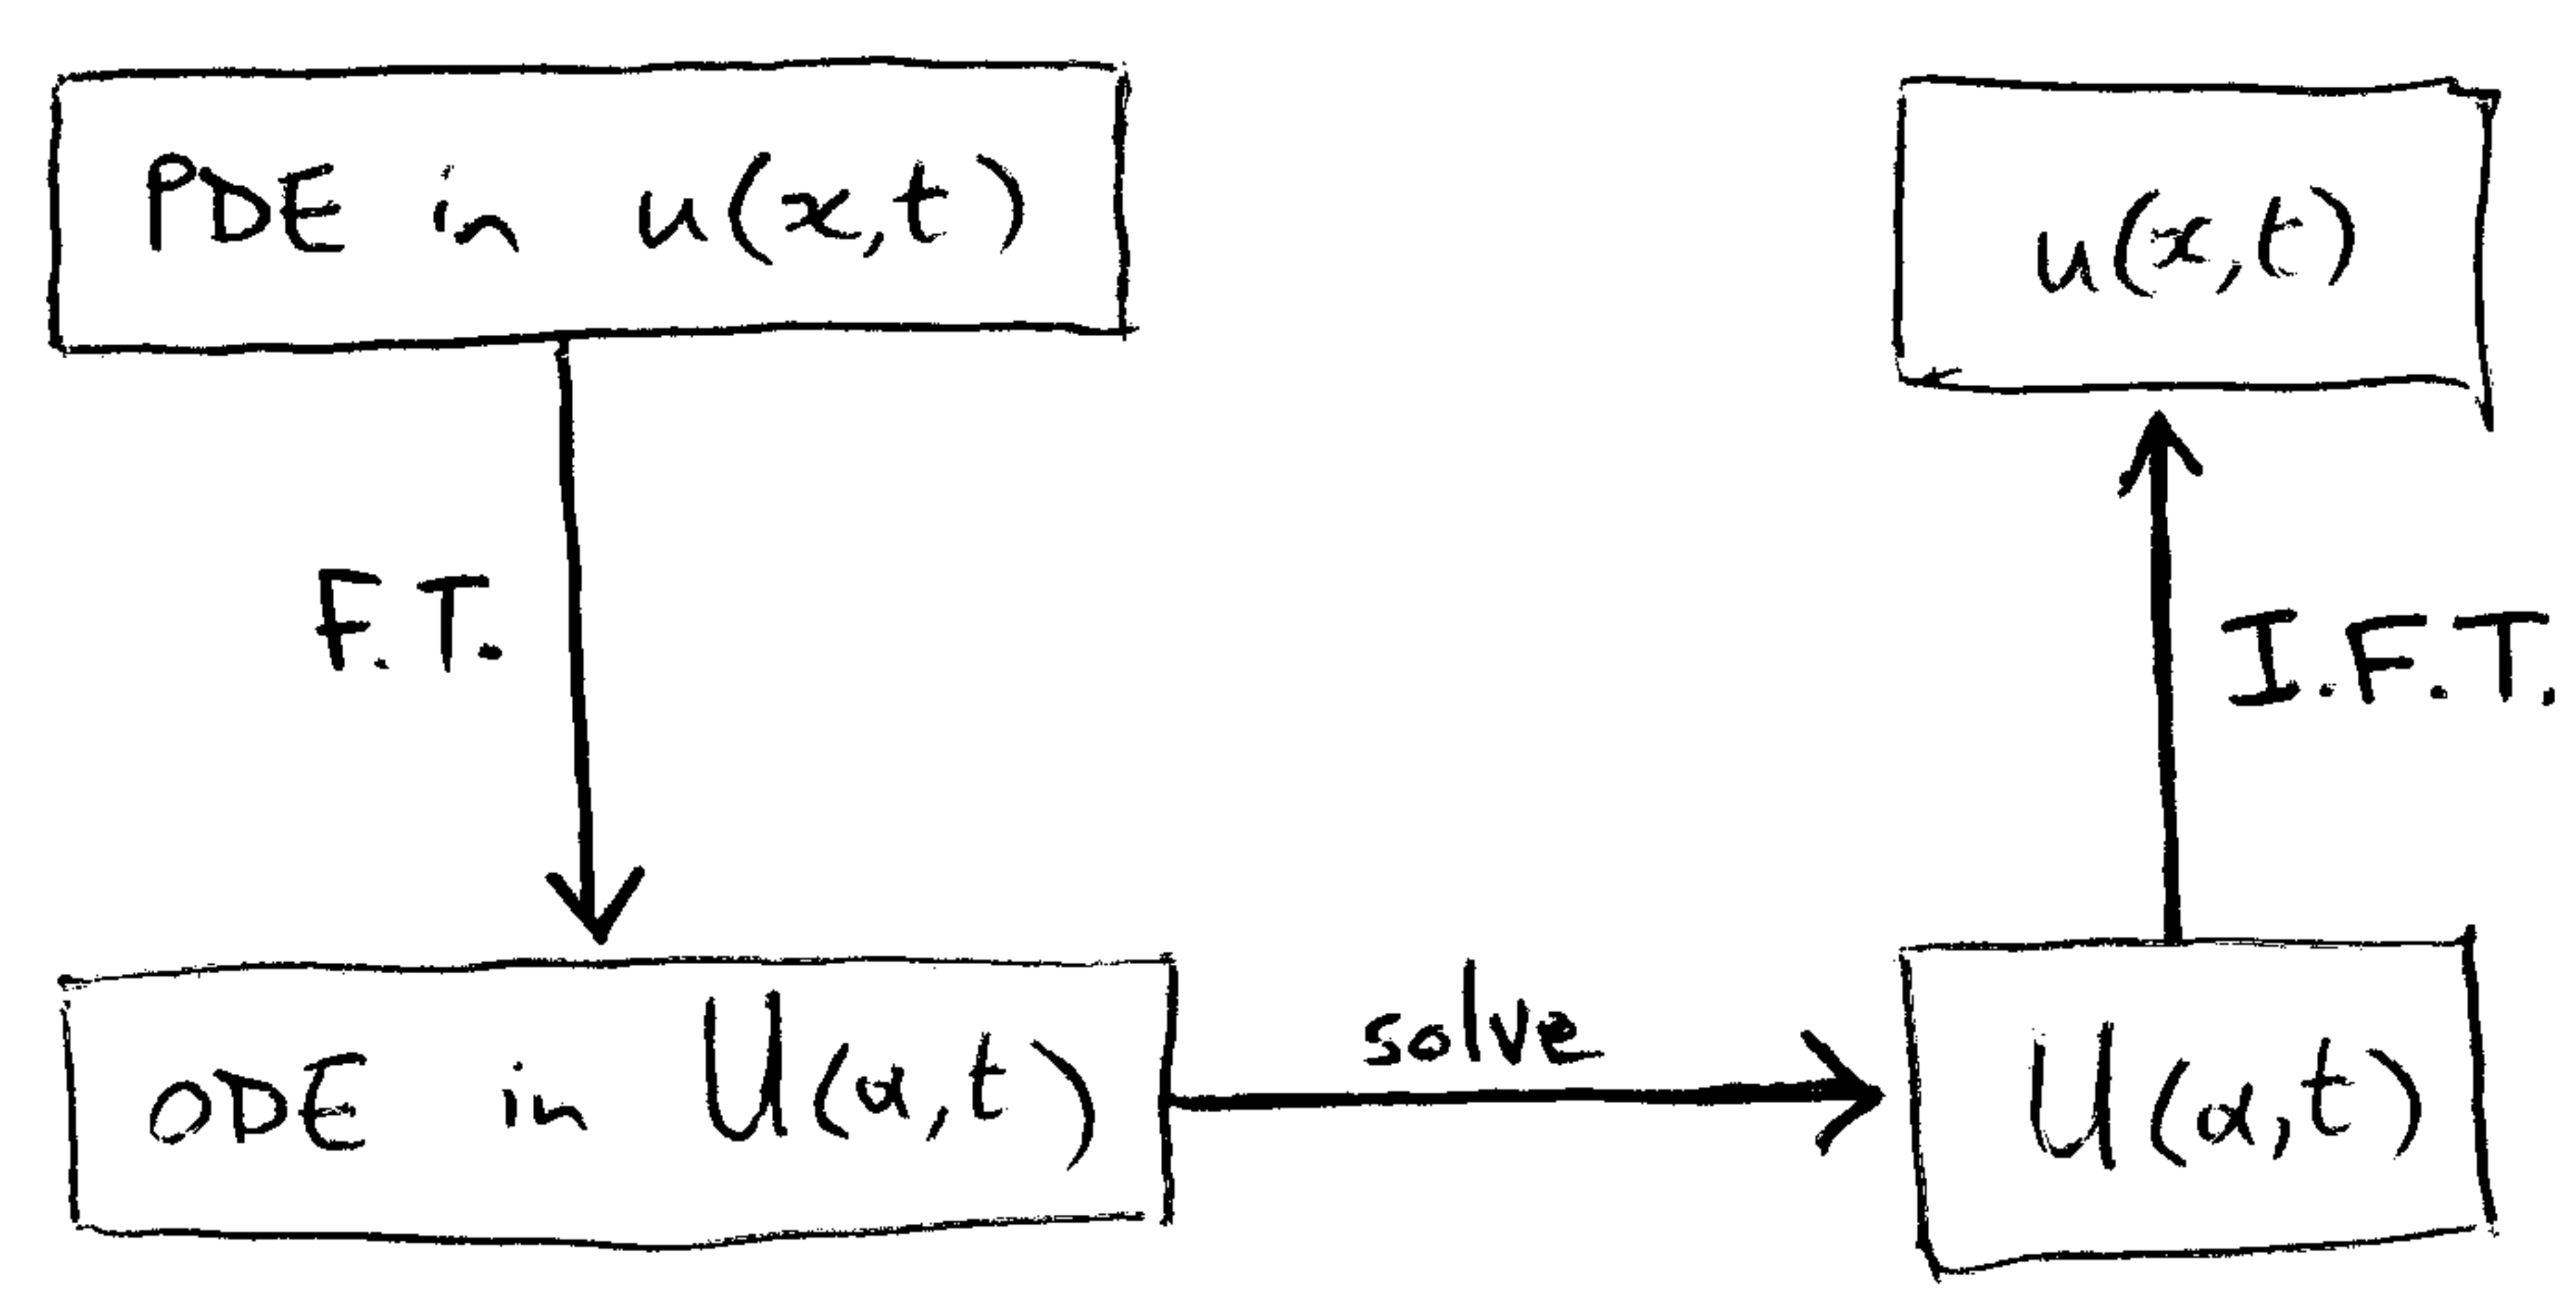 PDE in u(x,t)
u(x,t)
F.T.
I.F.T.
ODE in U(α,t)
solve
U(α,t)